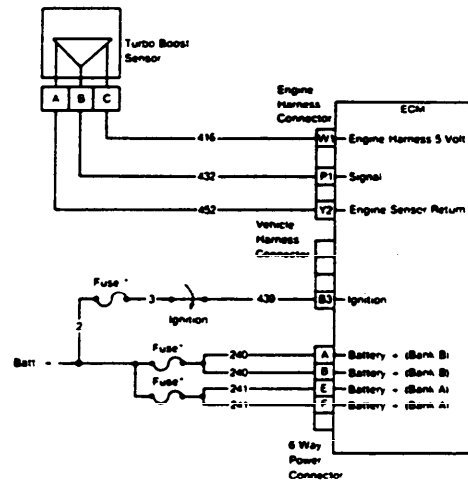 Turbo Boost
Sensor
A B C
Engine
Harness
Connector
ECM
416
W1
Engine Harness 5 Volt
432
P1
Signal
452
Y2
Engine Sensor Return
Vehicle
Harness
Connector
Fuse *
3
439
B3
Ignition
Ignition
2
Batt +
Fuse*
240
A
Battery + (Bank B)
240
B
Battery + (Bank B)
Fuse*
241
E
Battery + (Bank A)
241
F
Battery + (Bank A)
6 Way
Power
Connector